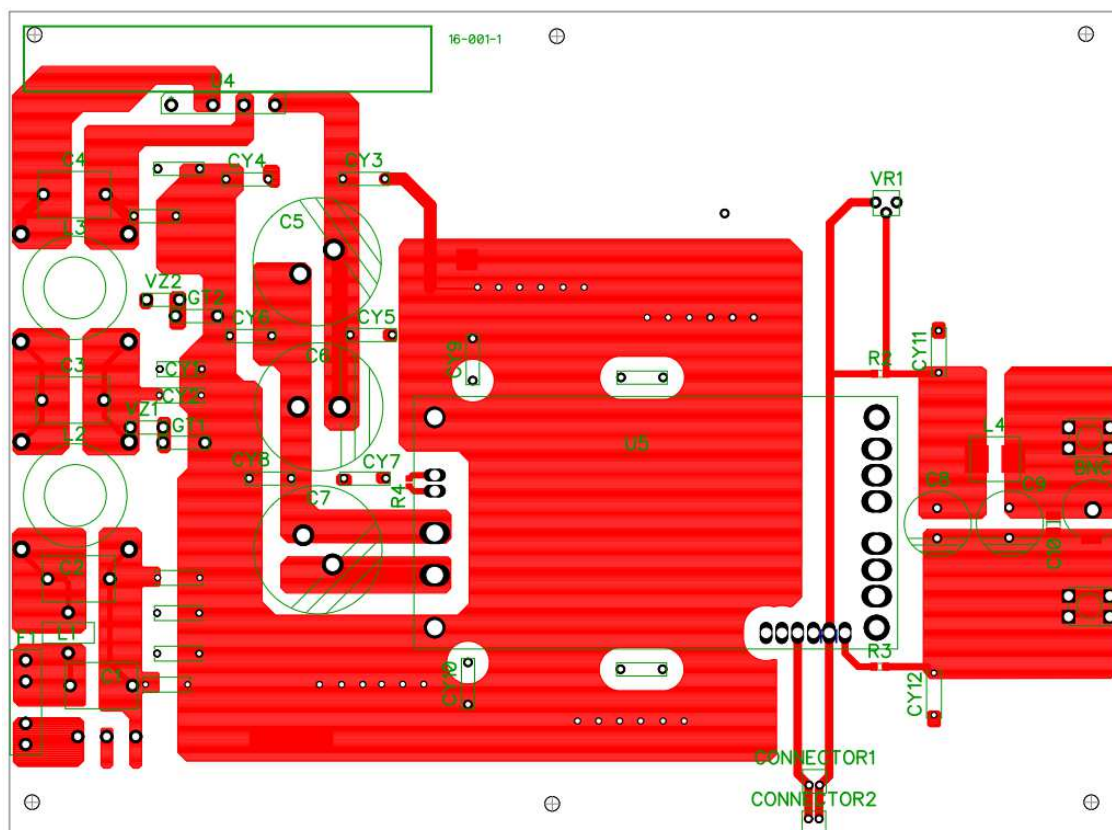 16-001-1
U4
C4
CY4
CY3
VR1
C5
L3
VZ2
GT2
CY6
CY5
CY9
CY11
C6
C3
CY1
R2
CY2
VZ1
GT1
L2
U5
L4
CY8
CY7
R4
BNC
C8
C9
C7
C10
C2
L1
F1
C1
CY10
R3
CY12
CONNECTOR1
CONNECTOR2